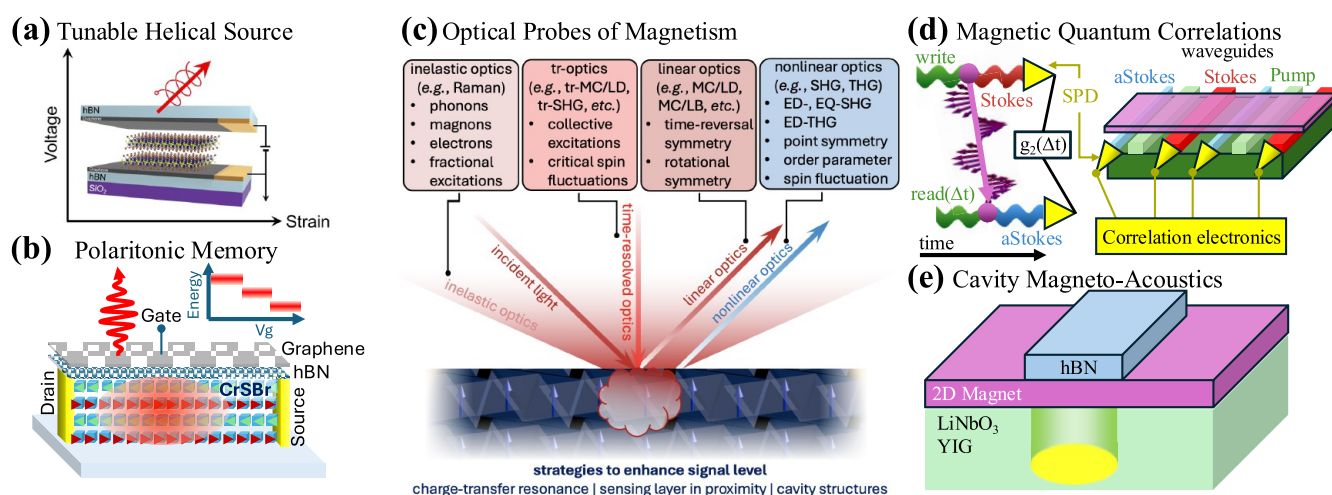 (a) Tunable Helical Source
Voltage
hBN
Graphene
Graphene
hBN
SiO₂
Strain
(b) Polaritonic Memory
Energy
Vg
Gate
Graphene
hBN
CrSBr
Drain
Source
(c) Optical Probes of Magnetism
inelastic optics
(e.g., Raman)
• phonons
• magnons
• electrons
• fractional
excitations
tr-optics
(e.g., tr-MC/LD,
tr-SHG, etc.)
• collective
excitations
• critical spin
fluctuations
linear optics
(e.g., MC/LD,
MC/LB, etc.)
• time-reversal
symmetry
• rotational
symmetry
nonlinear optics
(e.g., SHG, THG)
• ED-, EQ-SHG
• ED-THG
• point symmetry
• order parameter
• spin fluctuation
inelastic optics
incident light
time-resolved optics
linear optics
nonlinear optics
strategies to enhance signal level
charge-transfer resonance | sensing layer in proximity | cavity structures
(d) Magnetic Quantum Correlations
write
Stokes
SPD
g₂(Δt)
read(Δt)
aStokes
time
waveguides
aStokes
Stokes
Pump
Correlation electronics
(e) Cavity Magneto-Acoustics
hBN
2D Magnet
LiNbO₃
YIG